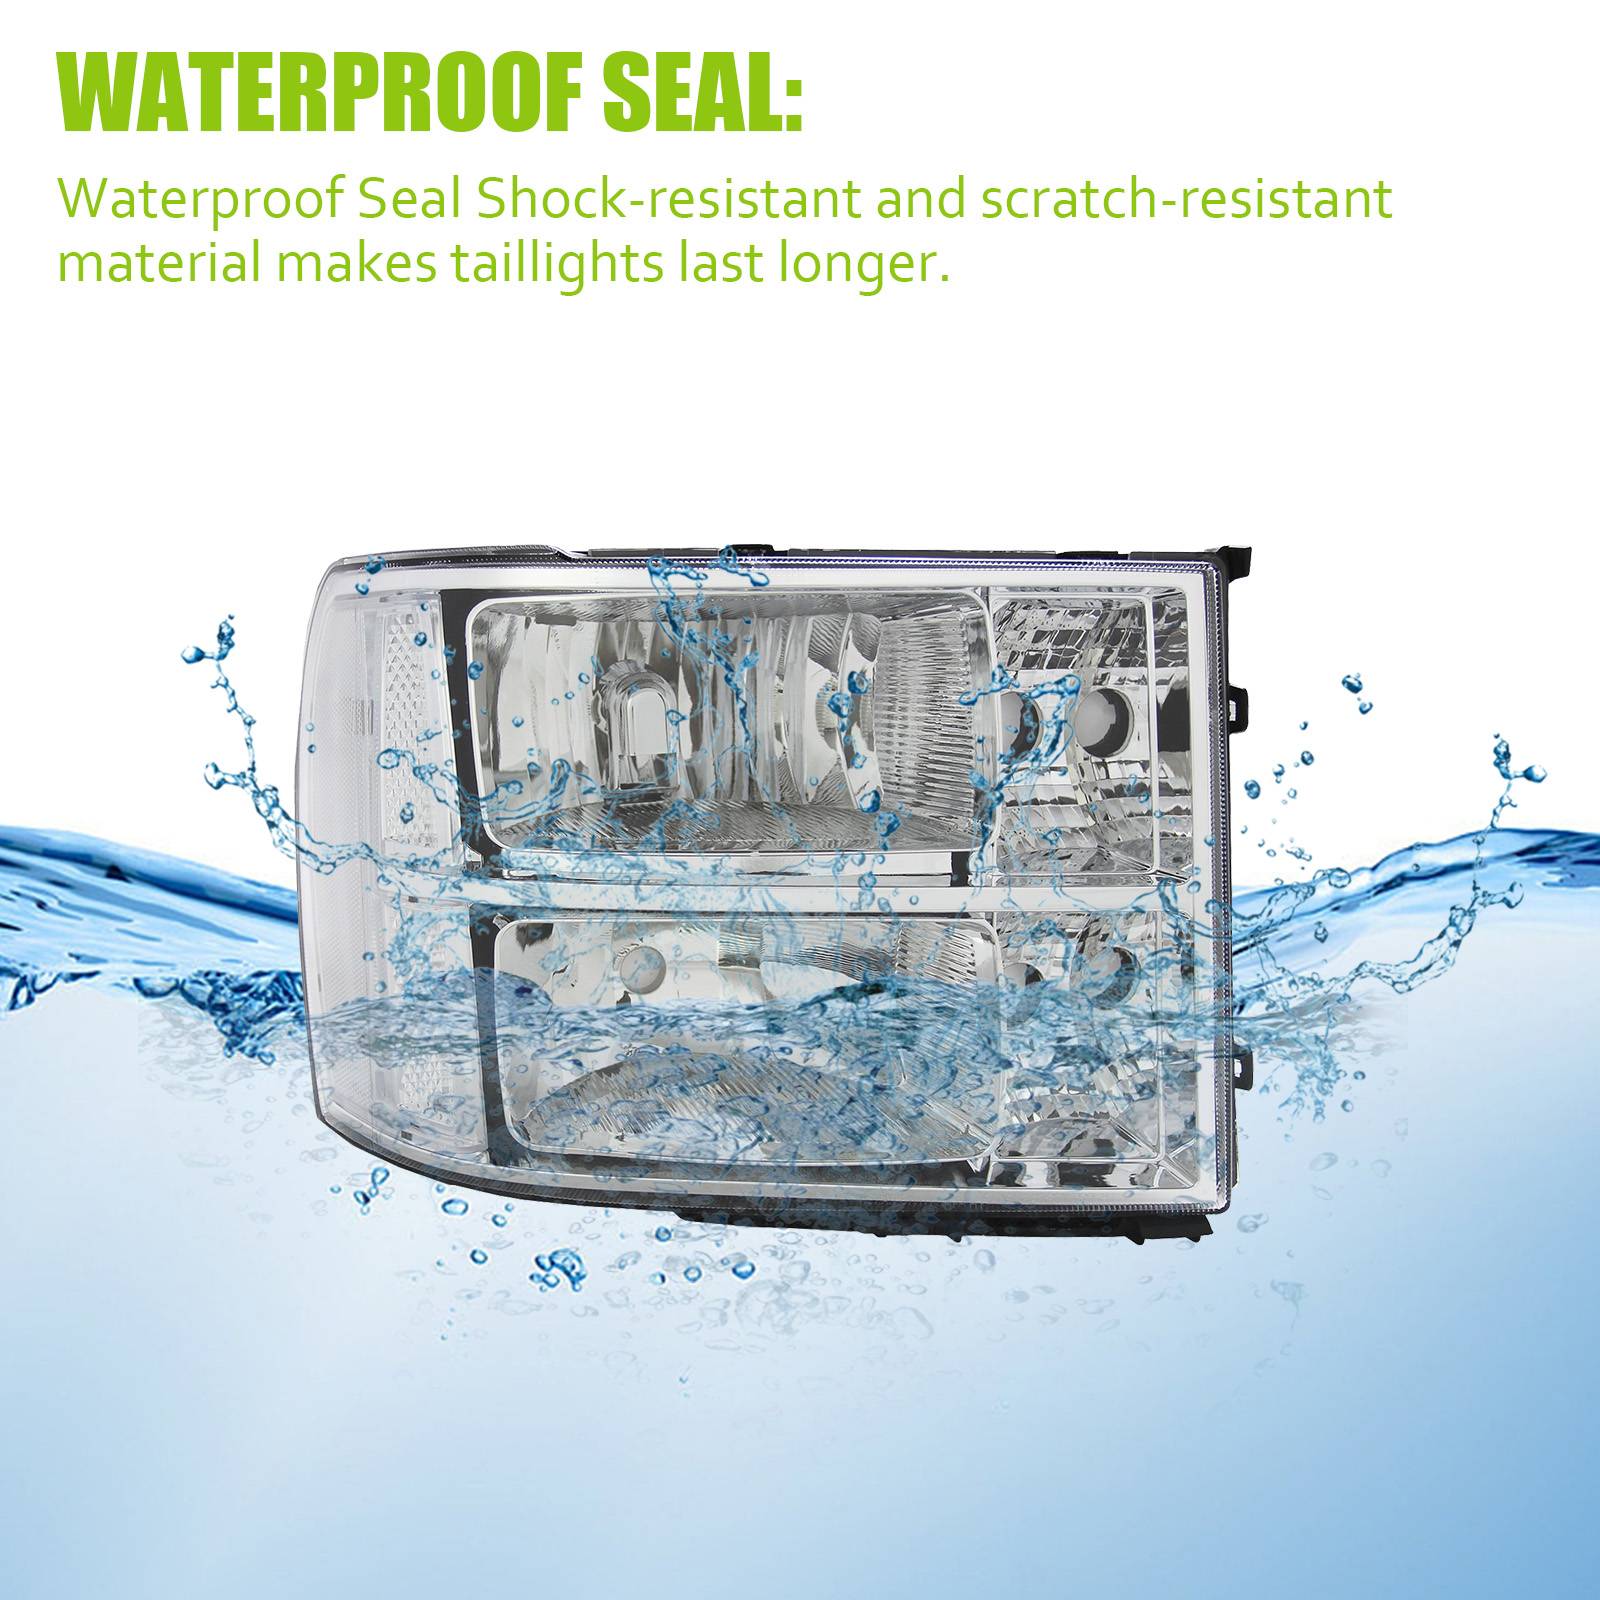 WATERPROOF SEAL:
Waterproof Seal Shock-resistant and scratch-resistant
material makes taillights last longer.